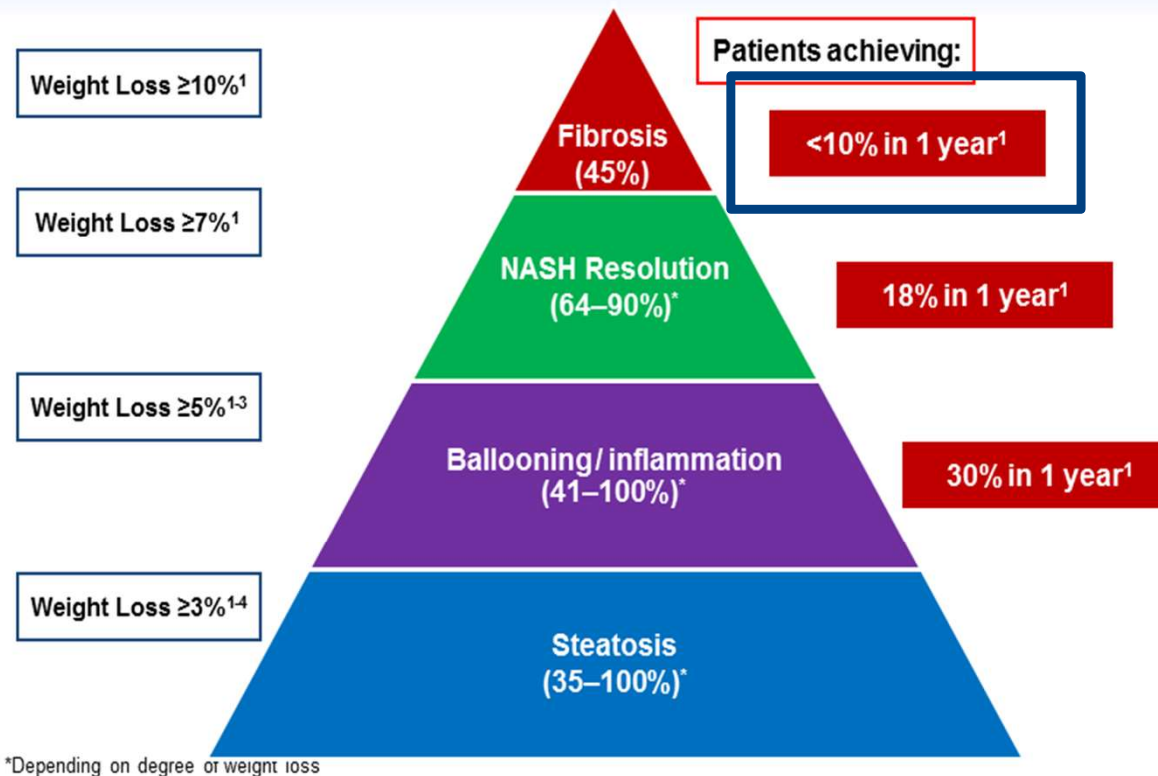 Weight Loss ≥10%¹
Patients achieving:
Fibrosis
(45%)
<10% in 1 year¹
Weight Loss ≥7%¹
NASH Resolution
(64–90%)*
18% in 1 year¹
Weight Loss ≥5%¹⁻³
Ballooning/ inflammation
(41–100%)*
30% in 1 year¹
Weight Loss ≥3%¹⁻⁴
Steatosis
(35–100%)*
*Depending on degree of weight loss